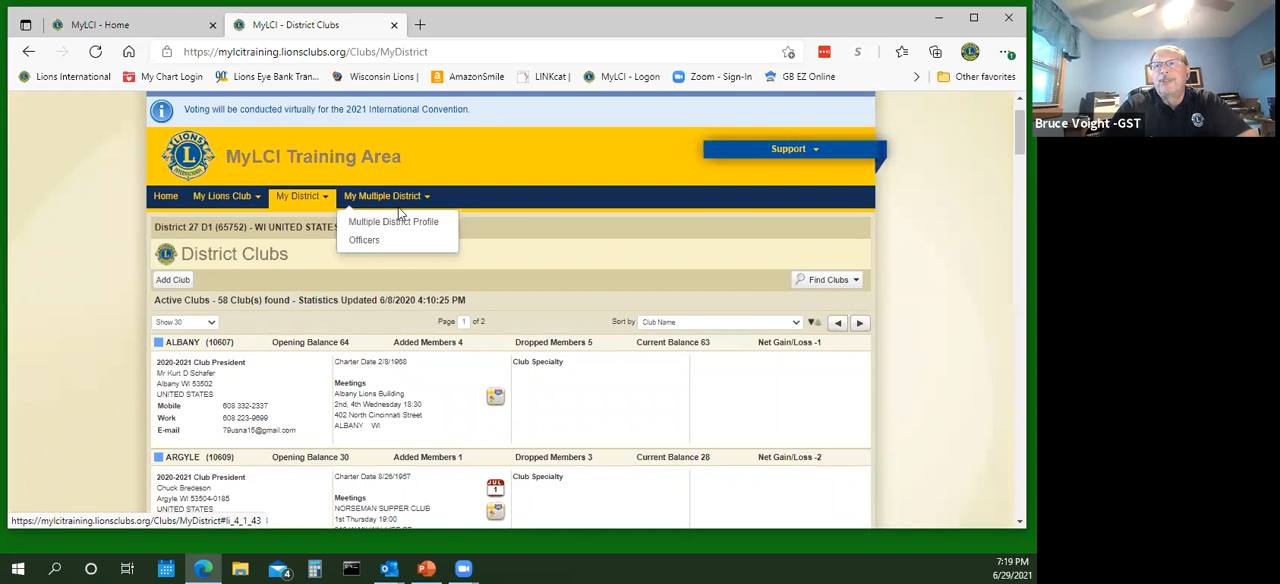 MyLCI - Home
MyLCI - District Clubs
https://mylcitraining.lionsclubs.org/Clubs/MyDistrict
Lions International
My Chart Login
Lions Eye Bank Tran...
Wisconsin Lions |
AmazonSmile
LINKcat |
MyLCI - Logon
Zoom - Sign-In
GB EZ Online
Other favorites
Bruce Voight -GST
Voting will be conducted virtually for the 2021 International Convention.
MyLCI Training Area
Support
Home
My Lions Club
My District
My Multiple District
Multiple District Profile
Officers
District 27 D1 (65752) - WI UNITED STATES
District Clubs
Add Club
Find Clubs
Active Clubs - 58 Club(s) found - Statistics Updated 6/8/2020 4:10:25 PM
Show 30
Page 1 of 2
Sort by Club Name
ALBANY (10607) Opening Balance 64 Added Members 4 Dropped Members 5 Current Balance 63 Net Gain/Loss -1
2020-2021 Club President
Mr Kurt D Schafer
Albany WI 53502
UNITED STATES
Mobile 608 332-2337
Work 608 223-9699
E-mail 79usna15@gmail.com
Charter Date 2/8/1968
Meetings
Albany Lions Building
2nd, 4th Wednesday 18:30
402 North Cincinnati Street
ALBANY WI
Club Specialty
ARGYLE (10609) Opening Balance 30 Added Members 1 Dropped Members 3 Current Balance 28 Net Gain/Loss -2
2020-2021 Club President
Chuck Bredeson
Argyle WI 53504-0185
UNITED STATES
Charter Date 8/26/1957
Meetings
NORSEMAN SUPPER CLUB
1st Thursday 19:00
JUL
1
Club Specialty
https://mylcitraining.lionsclubs.org/Clubs/MyDistrict#li_4_1_43
4
7:19 PM
6/29/2021